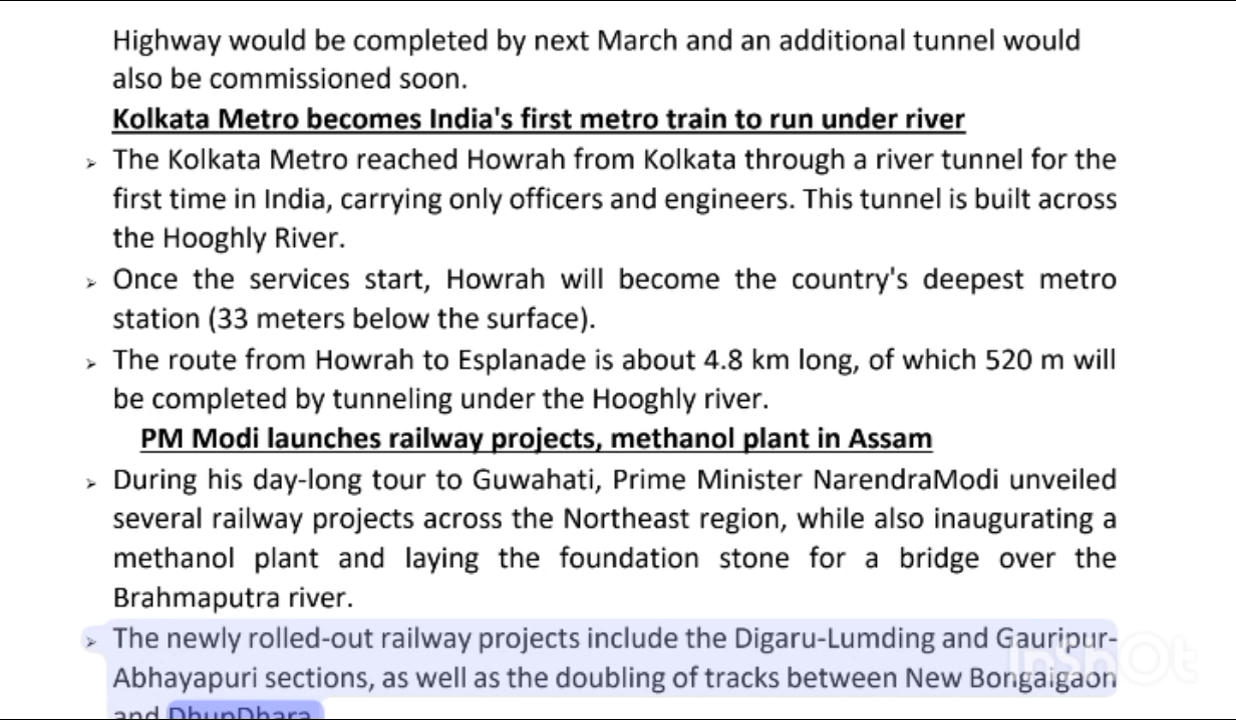 Highway would be completed by next March and an additional tunnel would
also be commissioned soon.
Kolkata Metro becomes India's first metro train to run under river
➢ The Kolkata Metro reached Howrah from Kolkata through a river tunnel for the
first time in India, carrying only officers and engineers. This tunnel is built across
the Hooghly River.
➢ Once the services start, Howrah will become the country's deepest metro
station (33 meters below the surface).
➢ The route from Howrah to Esplanade is about 4.8 km long, of which 520 m will
be completed by tunneling under the Hooghly river.
PM Modi launches railway projects, methanol plant in Assam
➢ During his day-long tour to Guwahati, Prime Minister NarendraModi unveiled
several railway projects across the Northeast region, while also inaugurating a
methanol plant and laying the foundation stone for a bridge over the
Brahmaputra river.
➢ The newly rolled-out railway projects include the Digaru-Lumding and Gauripur-
InShOt
Abhayapuri sections, as well as the doubling of tracks between New Bongaigaon
and DhupDhara.